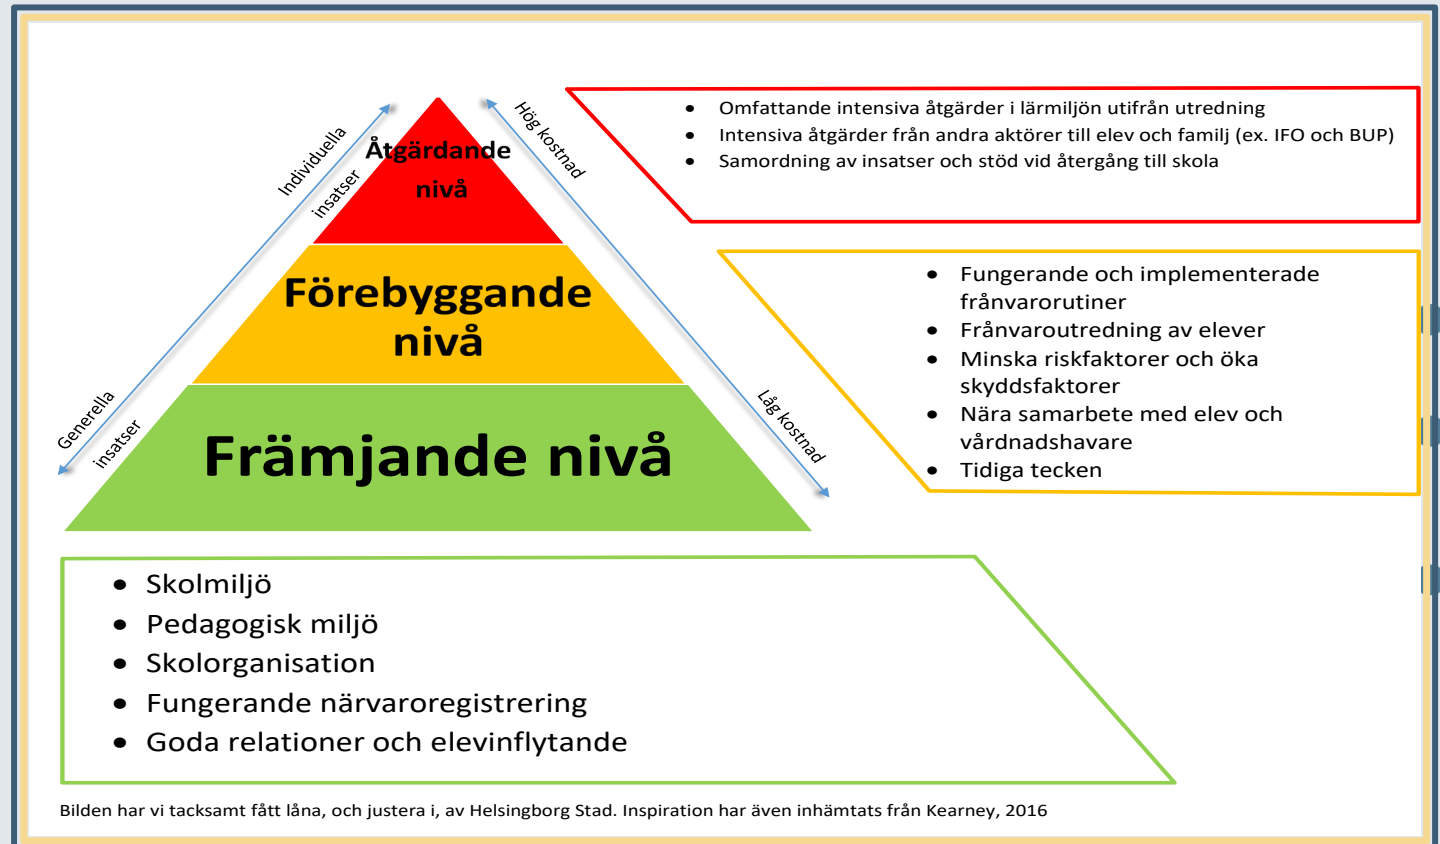 Individuella
insatser
Generella
insatser
Åtgärdande
nivå
Förebyggande
nivå
Främjande nivå
Hög kostnad
Låg kostnad
• Omfattande intensiva åtgärder i lärmiljön utifrån utredning
• Intensiva åtgärder från andra aktörer till elev och familj (ex. IFO och BUP)
• Samordning av insatser och stöd vid återgång till skola
• Fungerande och implementerade
frånvarorutiner
• Frånvaroutredning av elever
• Minska riskfaktorer och öka
skyddsfaktorer
• Nära samarbete med elev och
vårdnadshavare
• Tidiga tecken
• Skolmiljö
• Pedagogisk miljö
• Skolorganisation
• Fungerande närvaroregistrering
• Goda relationer och elevinflytande
Bilden har vi tacksamt fått låna, och justera i, av Helsingborg Stad. Inspiration har även inhämtats från Kearney, 2016